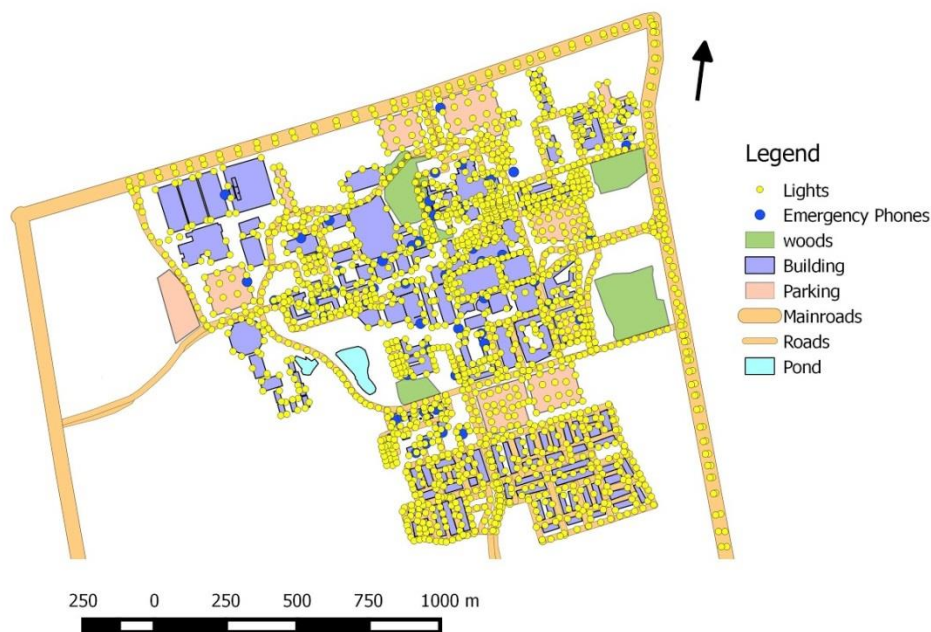 Legend
Lights
Emergency Phones
woods
Building
Parking
Mainroads
Roads
Pond
250 0 250 500 750 1000 m